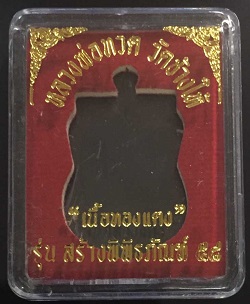 หลวงพ่อทวด วัดช้างให้
"เนื้อทองแดง"
รุ่น สร้างพิพิธภัณฑ์ ๕๕